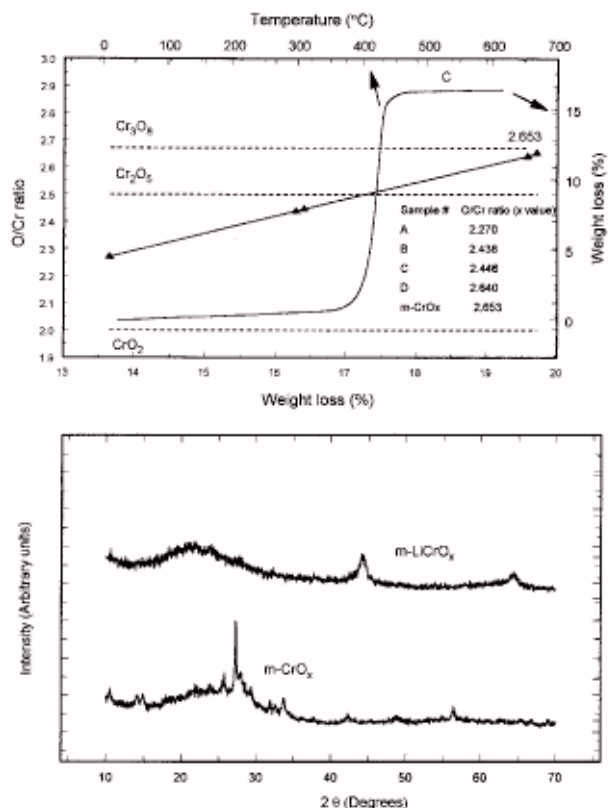 Temperature (°C)
0 100 200 300 400 500 600 700
3.0
2.9
2.8
2.7
2.6
2.5
2.4
2.3
2.2
2.1
2.0
1.9
O/Cr ratio
C
Cr3O8
2.653
Cr2O5
Sample # O/Cr ratio (x value)
A 2.270
B 2.436
C 2.446
D 2.640
m-CrOx 2.653
CrO2
15
10
5
0
Weight loss (%)
13 14 15 16 17 18 19 20
Weight loss (%)
Intensity (Arbitrary units)
m-LiCrOx
m-CrOx
10 20 30 40 50 60 70
2 θ (Degrees)